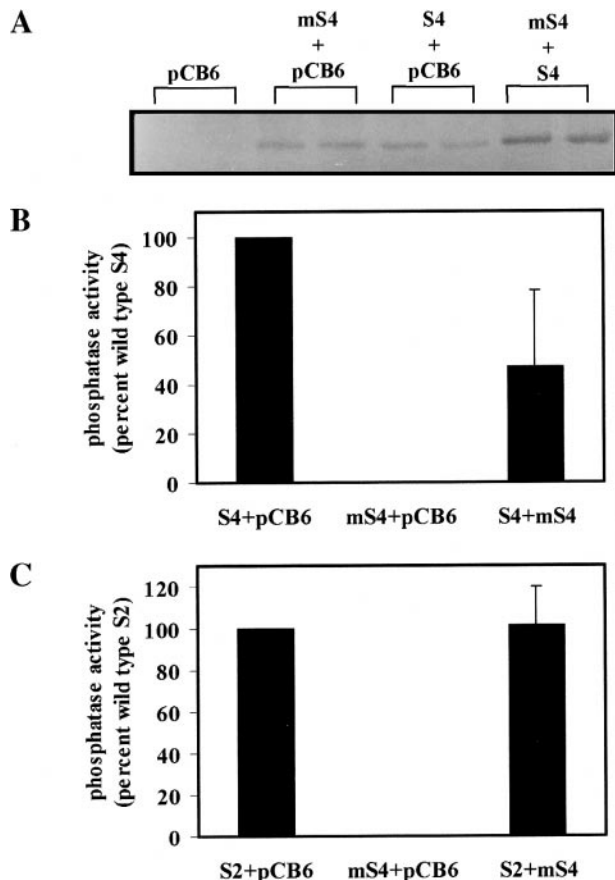 A
mS4 S4 mS4
+ + +
pCB6 pCB6 pCB6 S4
B
phosphatase activity
(percent wild type S4)
100
80
60
40
20
0
S4+pCB6 mS4+pCB6 S4+mS4
C
phosphatase activity
(percent wild type S2)
120
100
80
60
40
20
0
S2+pCB6 mS4+pCB6 S2+mS4